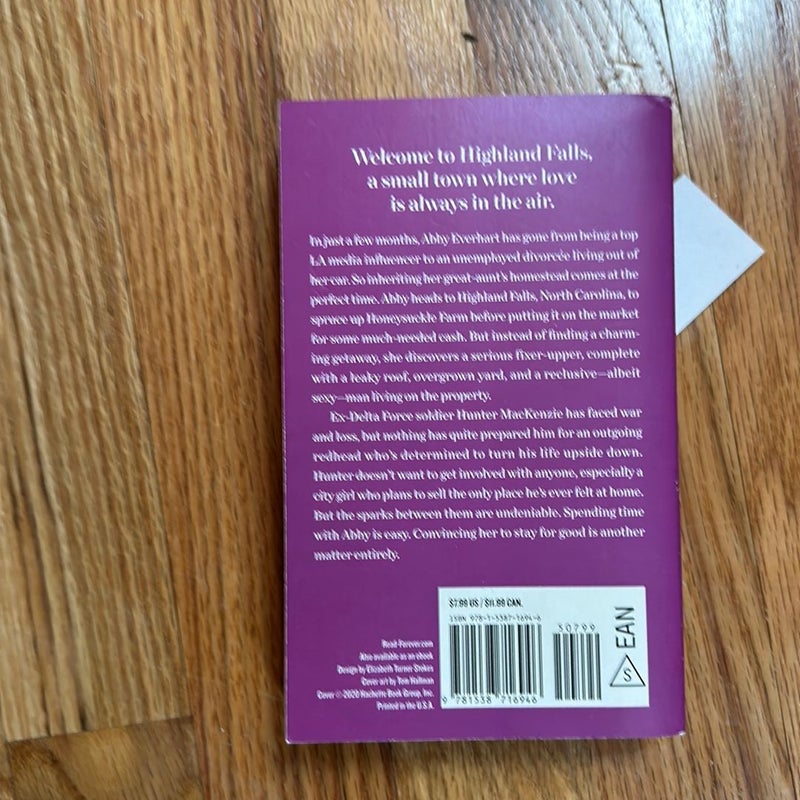 Welcome to Highland Falls,
a small town where love
is always in the air.
In just a few months, Abby Everhart has gone from being a top
LA media influencer to an unemployed divorcée living out of
her car. So inheriting her great-aunt's homestead comes at the
perfect time. Abby heads to Highland Falls, North Carolina, to
spruce up Honeysuckle Farm before putting it on the market
for some much-needed cash. But instead of finding a charm-
ing getaway, she discovers a serious fixer-upper, complete
with a leaky roof, overgrown yard, and a reclusive—albeit
sexy—man living on the property.
Ex-Delta Force soldier Hunter MacKenzie has faced war
and loss, but nothing has quite prepared him for an outgoing
redhead who's determined to turn his life upside down.
Hunter doesn't want to get involved with anyone, especially a
city girl who plans to sell the only place he's ever felt at home.
But the sparks between them are undeniable. Spending time
with Abby is easy. Convincing her to stay for good is another
matter entirely.
Read-Forever.com
Also available as an ebook
Design by Elizabeth Turner Stokes
Cover art by Tom Hallman
Cover © 2020 Hachette Book Group, Inc.
Printed in the U.S.A.
$7.99 US / $11.99 CAN.
ISBN 978-1-5387-1694-6
50799
9 781538 716946
S
EAN